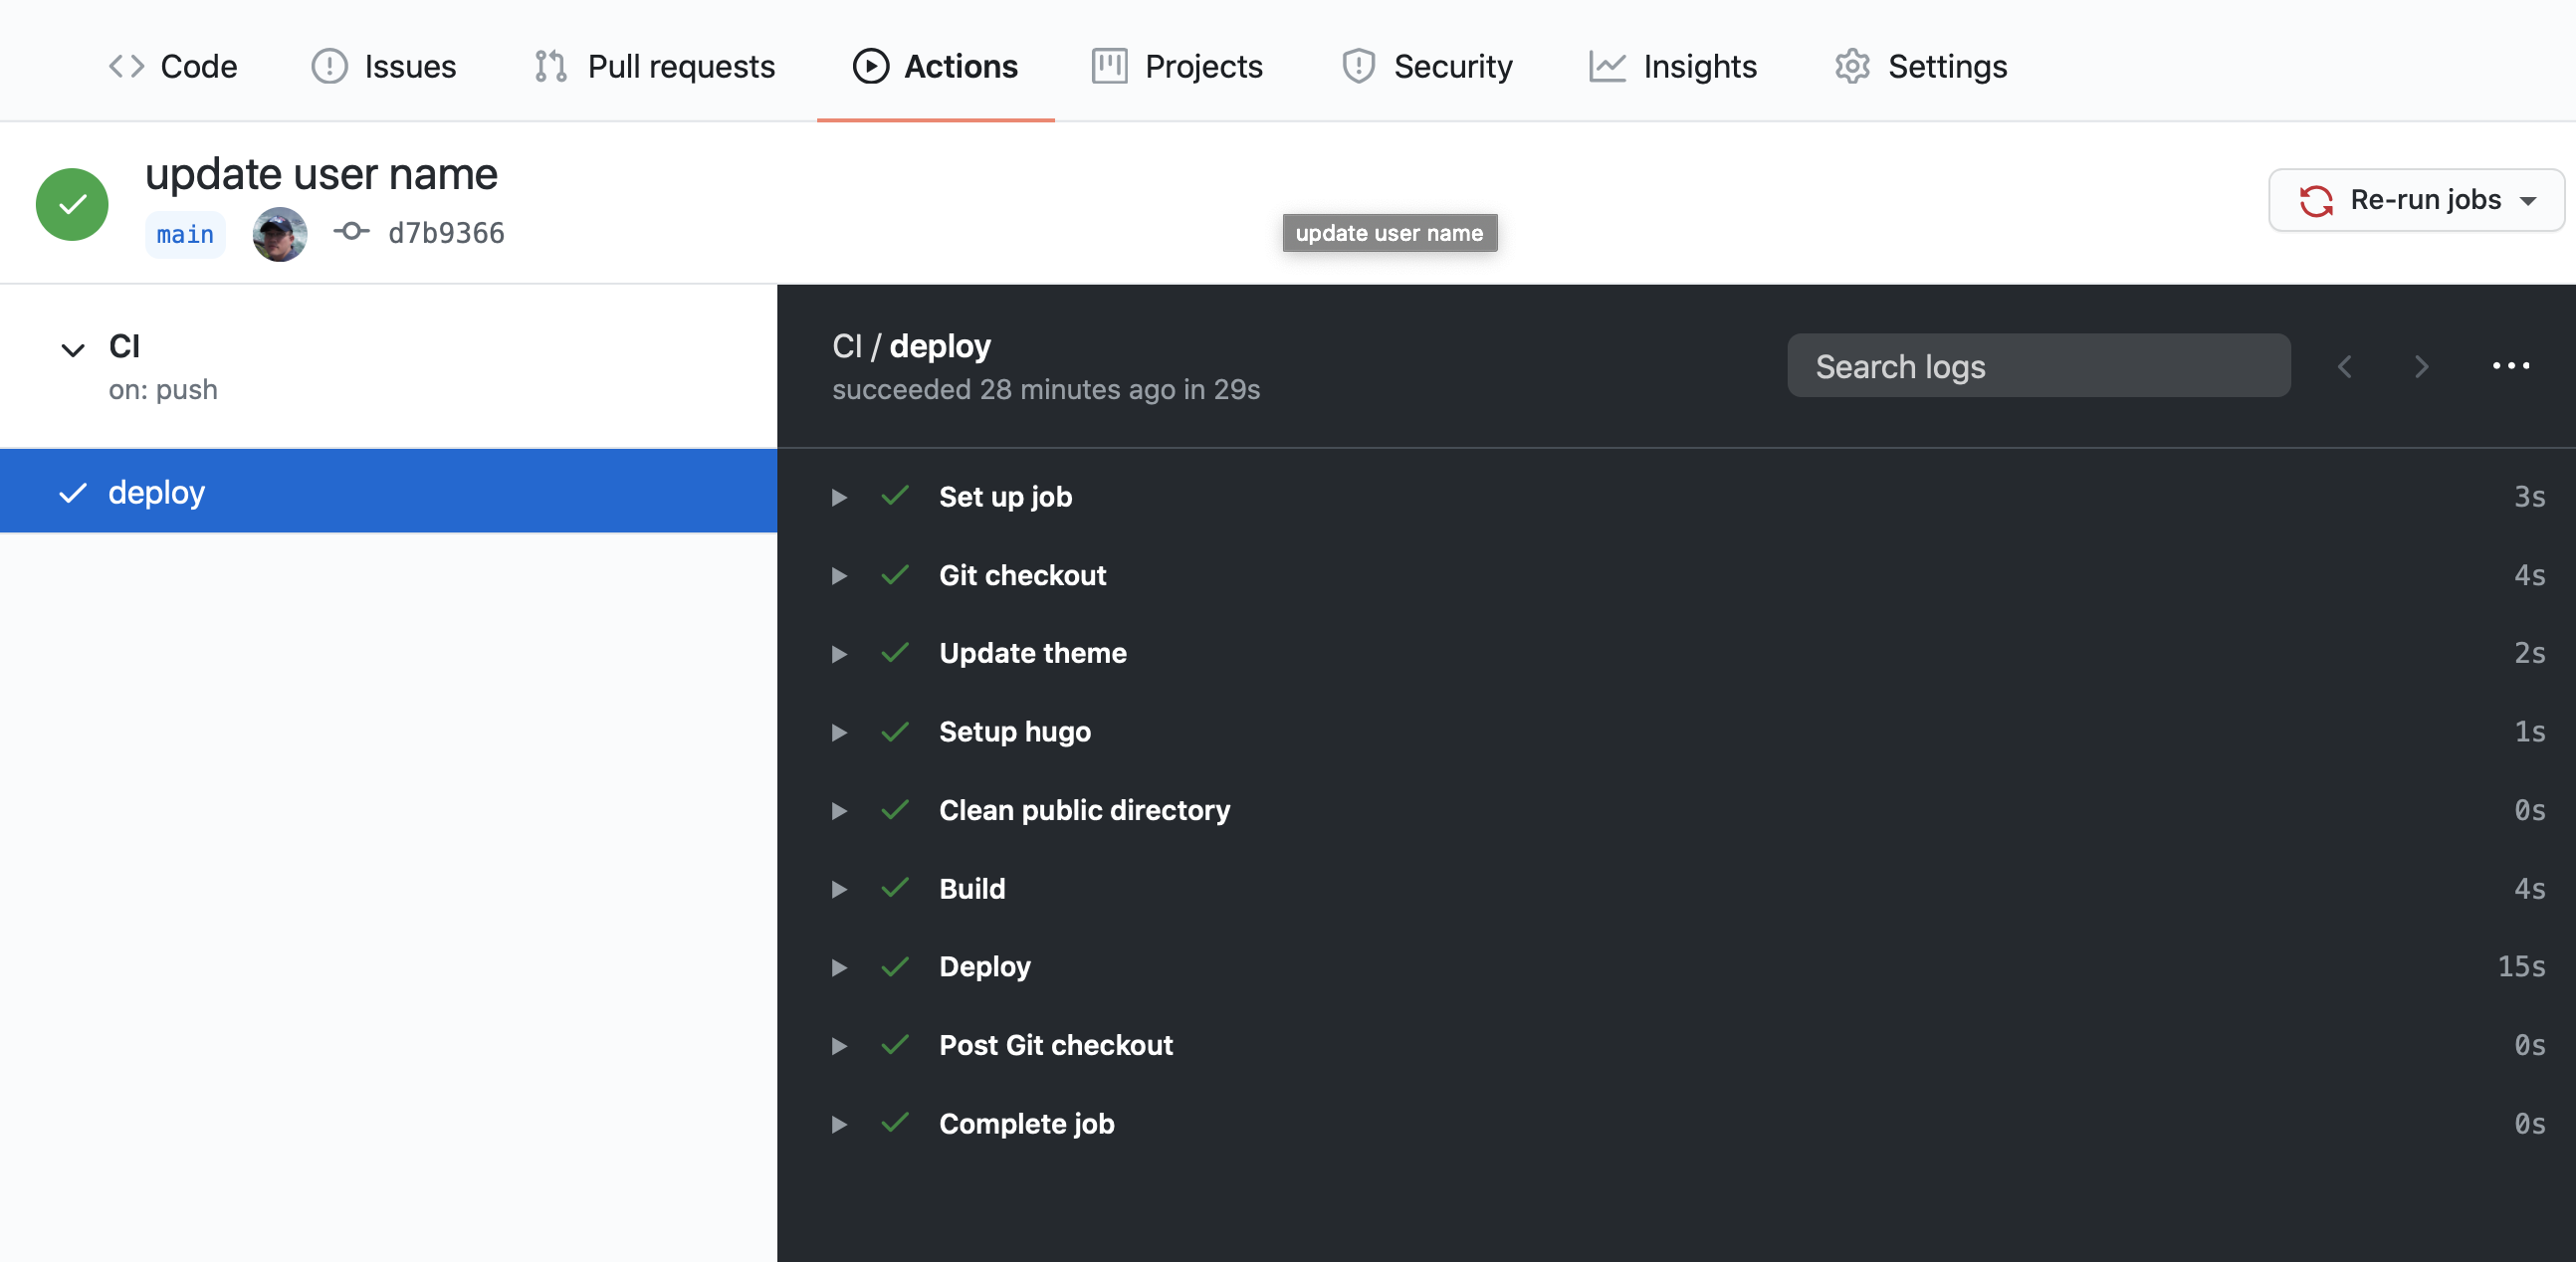 Code Issues Pull requests Actions Projects Security Insights Settings
update user name
main d7b9366
update user name
Re-run jobs
CI
on: push
deploy
CI / deploy
succeeded 28 minutes ago in 29s
Search logs
Set up job 3s
Git checkout 4s
Update theme 2s
Setup hugo 1s
Clean public directory 0s
Build 4s
Deploy 15s
Post Git checkout 0s
Complete job 0s